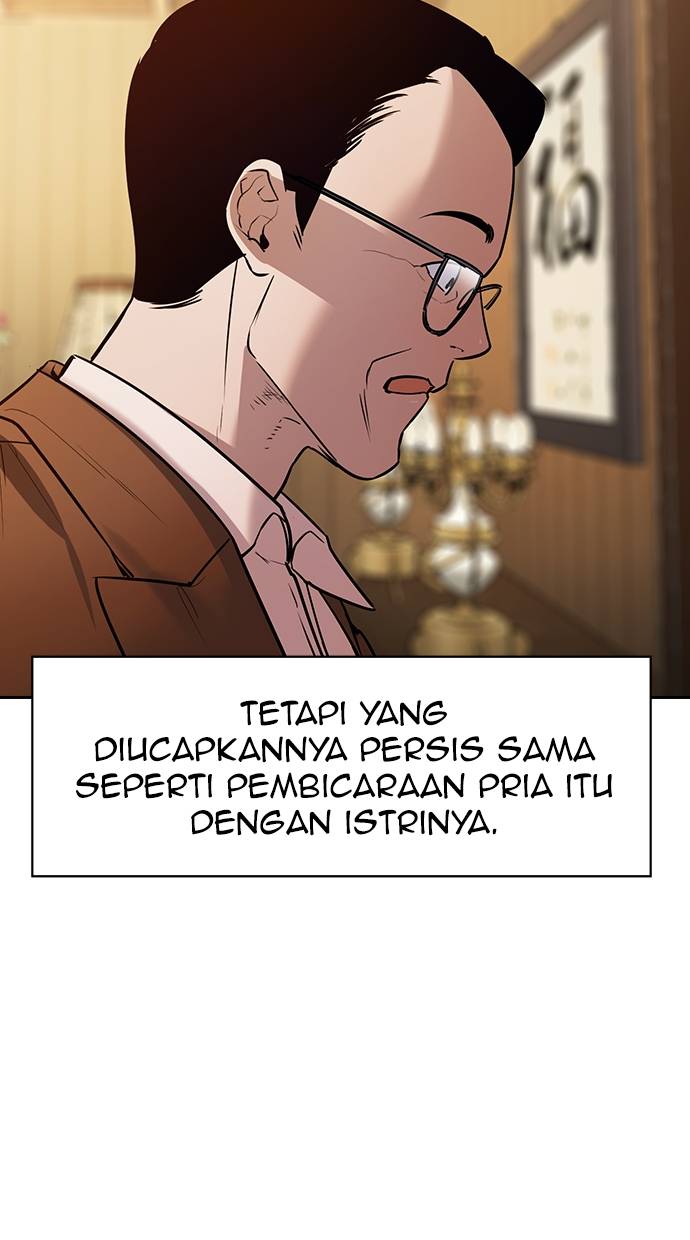 TETAPI YANG
DIUCAPKANNYA PERSIS SAMA
SEPERTI PEMBICARAAN PRIA ITU
DENGAN ISTRINYA.